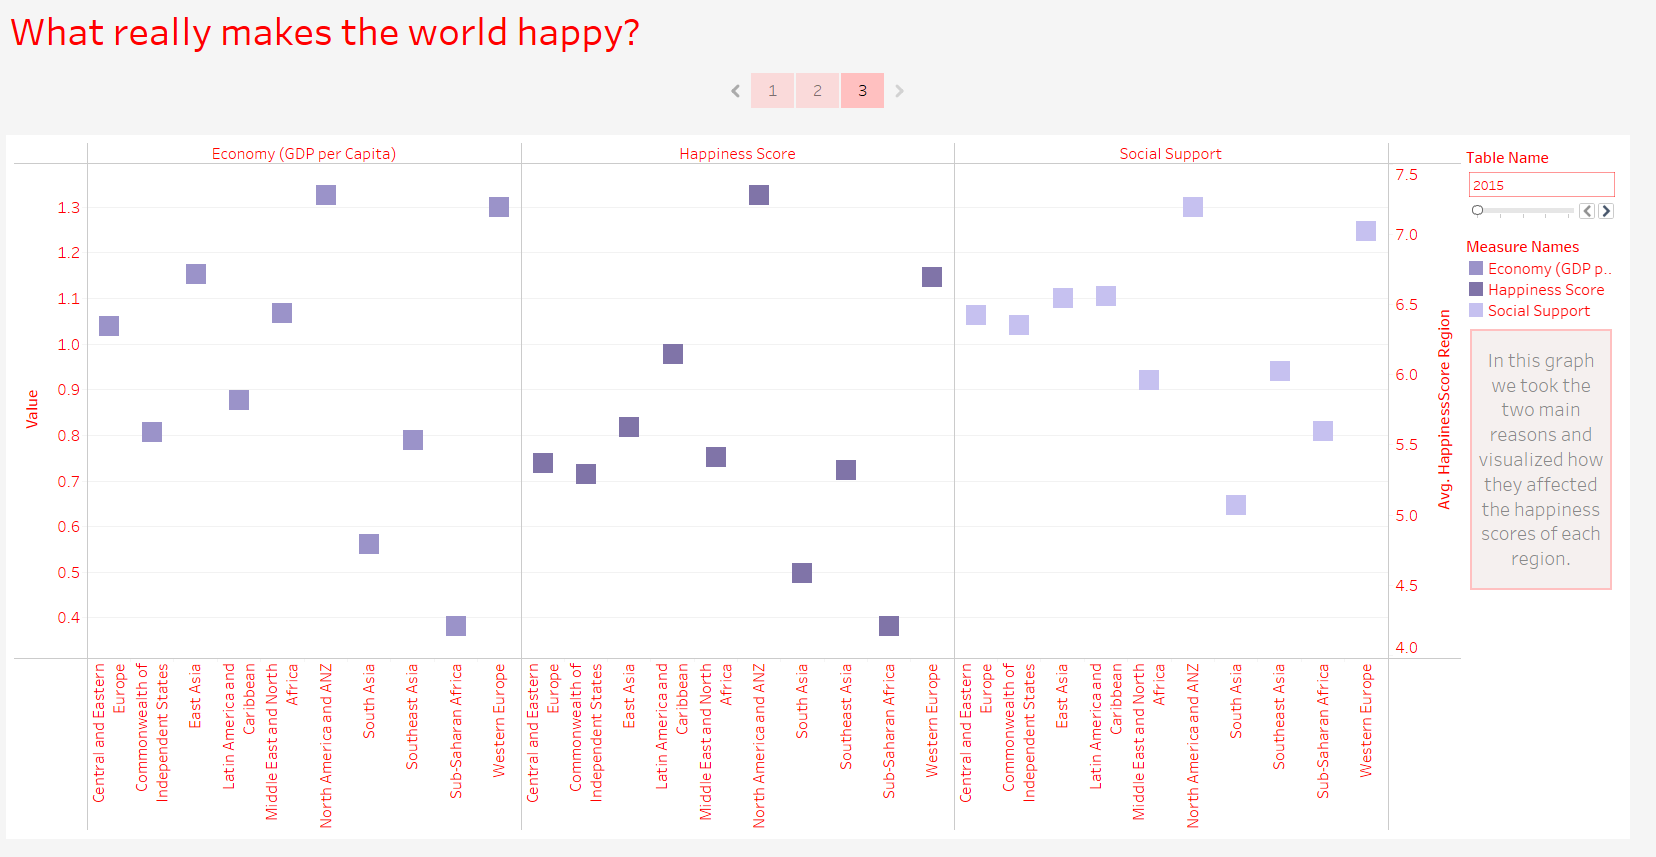 What really makes the world happy?
1
2
3
Economy (GDP per Capita)
Happiness Score
Social Support
Value
1.3
1.2
1.1
1.0
0.9
0.8
0.7
0.6
0.5
0.4
7.5
7.0
6.5
6.0
5.5
5.0
4.5
4.0
Avg. HappinessScore Region
Central and Eastern
Europe
Commonwealth of
Independent States
East Asia
Latin America and
Caribbean
Middle East and North
Africa
North America and ANZ
South Asia
Southeast Asia
Sub-Saharan Africa
Western Europe
Central and Eastern
Europe
Commonwealth of
Independent States
East Asia
Latin America and
Caribbean
Middle East and North
Africa
North America and ANZ
South Asia
Southeast Asia
Sub-Saharan Africa
Western Europe
Central and Eastern
Europe
Commonwealth of
Independent States
East Asia
Latin America and
Caribbean
Middle East and North
Africa
North America and ANZ
South Asia
Southeast Asia
Sub-Saharan Africa
Western Europe
Table Name
2015
Measure Names
Economy (GDP p..
Happiness Score
Social Support
In this graph
we took the
two main
reasons and
visualized how
they affected
the happiness
scores of each
region.